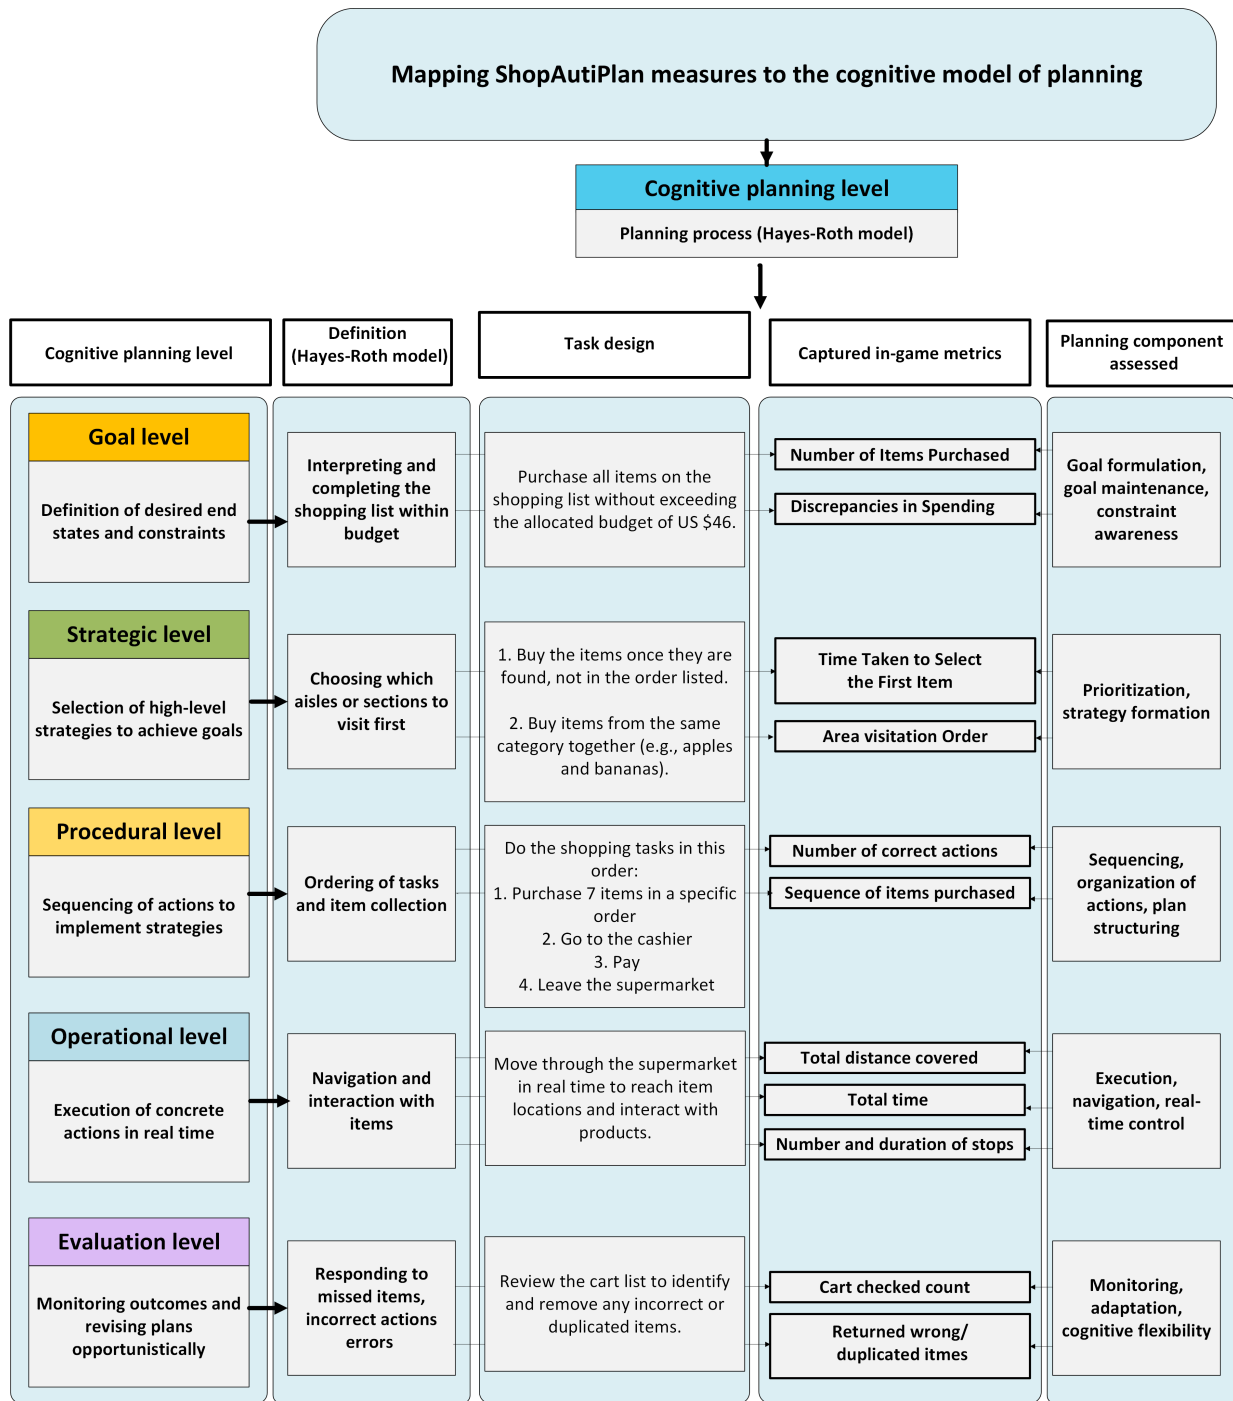 Mapping ShopAutiPlan measures to the cognitive model of planning
Cognitive planning level
Planning process (Hayes-Roth model)
Cognitive planning level
Definition
(Hayes-Roth model)
Task design
Captured in-game metrics
Planning component
assessed
Goal level
Definition of desired end
states and constraints
Interpreting and
completing the
shopping list within
budget
Purchase all items on the
shopping list without exceeding
the allocated budget of US $46.
Number of Items Purchased
Discrepancies in Spending
Goal formulation,
goal maintenance,
constraint
awareness
Strategic level
Selection of high-level
strategies to achieve goals
Choosing which
aisles or sections to
visit first
1. Buy the items once they are
found, not in the order listed.
2. Buy items from the same
category together (e.g., apples
and bananas).
Time Taken to Select
the First Item
Area visitation Order
Prioritization,
strategy formation
Procedural level
Sequencing of actions to
implement strategies
Ordering of tasks
and item collection
Do the shopping tasks in this
order:
1. Purchase 7 items in a specific
order
2. Go to the cashier
3. Pay
4. Leave the supermarket
Number of correct actions
Sequence of items purchased
Sequencing,
organization of
actions, plan
structuring
Operational level
Execution of concrete
actions in real time
Navigation and
interaction with
items
Move through the supermarket
in real time to reach item
locations and interact with
products.
Total distance covered
Total time
Number and duration of stops
Execution,
navigation, real-
time control
Evaluation level
Monitoring outcomes and
revising plans
opportunistically
Responding to
missed items,
incorrect actions
errors
Review the cart list to identify
and remove any incorrect or
duplicated items.
Cart checked count
Returned wrong/
duplicated itmes
Monitoring,
adaptation,
cognitive flexibility